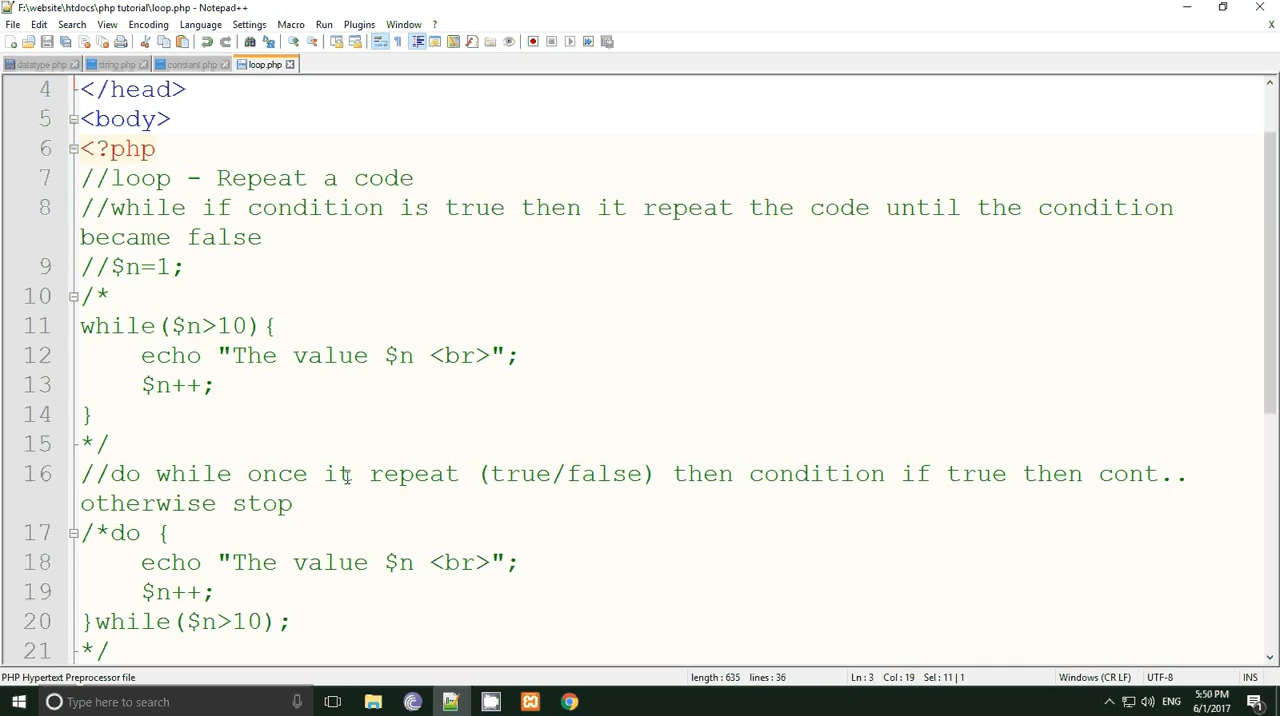 F:\website\htdocs\php tutorial\loop.php - Notepad++
File Edit Search View Encoding Language Settings Macro Run Plugins Window ? X
datatype.php string.php constant.php loop.php
4 </head>
5 <body>
6 <?php
7 //loop - Repeat a code
8 //while if condition is true then it repeat the code until the condition
became false
9 //$n=1;
10 /*
11 while($n>10){
12 echo "The value $n <br>";
13 $n++;
14 }
15 */
16 //do while once it repeat (true/false) then condition if true then cont..
otherwise stop
17 /*do {
18 echo "The value $n <br>";
19 $n++;
20 }while($n>10);
21 */
PHP Hypertext Preprocessor file length : 635 lines : 36 Ln : 3 Col : 19 Sel : 11 | 1 Windows (CR LF) UTF-8 INS
Type here to search ENG 5:50 PM
6/1/2017